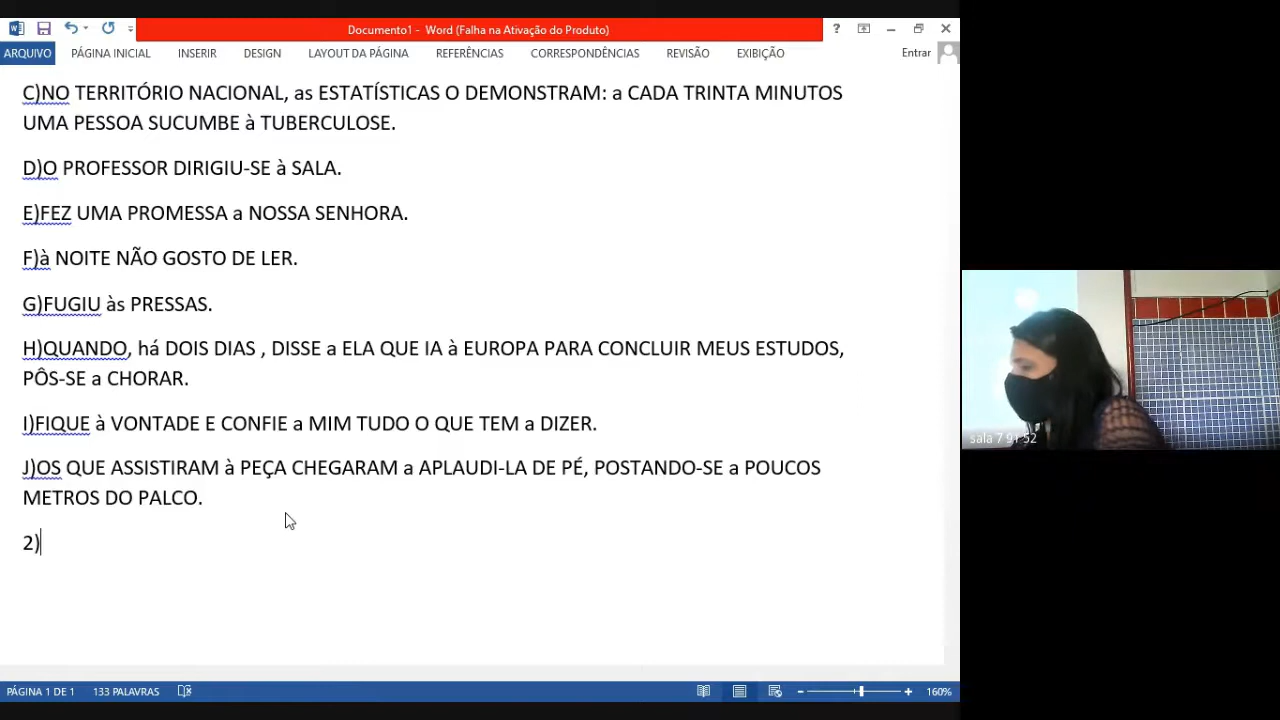 Documento1 - Word (Falha na Ativação do Produto)
ARQUIVO PÁGINA INICIAL INSERIR DESIGN LAYOUT DA PÁGINA REFERÊNCIAS CORRESPONDÊNCIAS REVISÃO EXIBIÇÃO Entrar
C)NO TERRITÓRIO NACIONAL, as ESTATÍSTICAS O DEMONSTRAM: a CADA TRINTA MINUTOS
UMA PESSOA SUCUMBE à TUBERCULOSE.
D)O PROFESSOR DIRIGIU-SE à SALA.
E)FEZ UMA PROMESSA a NOSSA SENHORA.
F)à NOITE NÃO GOSTO DE LER.
G)FUGIU às PRESSAS.
H)QUANDO, há DOIS DIAS , DISSE a ELA QUE IA à EUROPA PARA CONCLUIR MEUS ESTUDOS,
PÔS-SE a CHORAR.
I)FIQUE à VONTADE E CONFIE a MIM TUDO O QUE TEM a DIZER.
J)OS QUE ASSISTIRAM à PEÇA CHEGARAM a APLAUDI-LA DE PÉ, POSTANDO-SE a POUCOS
METROS DO PALCO.
2)
sala 7 91 52
PÁGINA 1 DE 1 133 PALAVRAS 160%